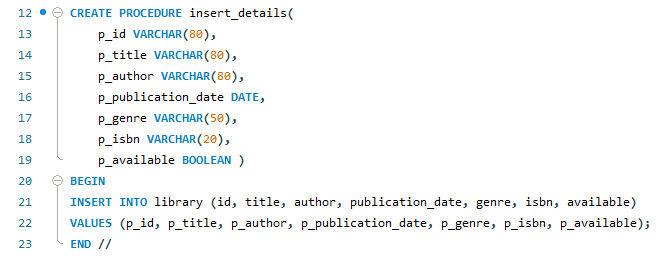 12 CREATE PROCEDURE insert_details(
13 p_id VARCHAR(80),
14 p_title VARCHAR(80),
15 p_author VARCHAR(80),
16 p_publication_date DATE,
17 p_genre VARCHAR(50),
18 p_isbn VARCHAR(20),
19 p_available BOOLEAN )
20 BEGIN
21 INSERT INTO library (id, title, author, publication_date, genre, isbn, available)
22 VALUES (p_id, p_title, p_author, p_publication_date, p_genre, p_isbn, p_available);
23 END //